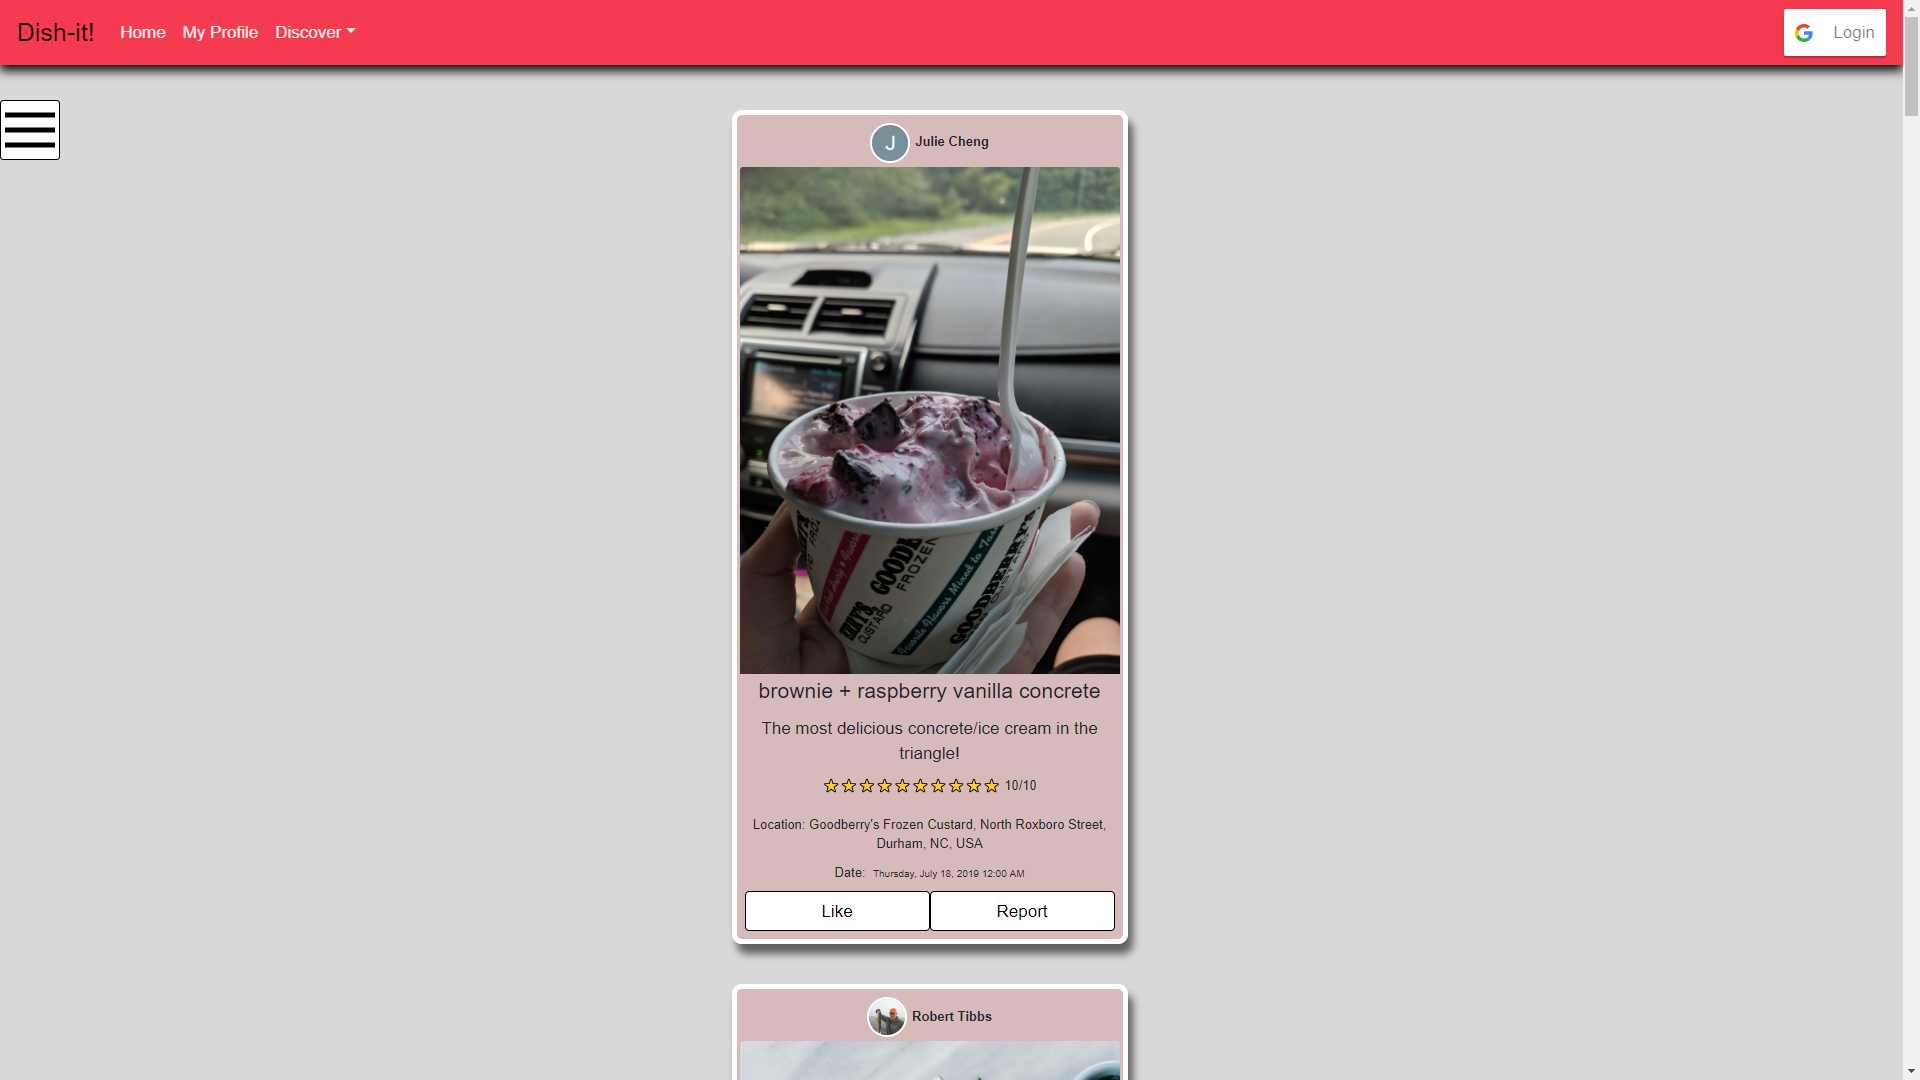 Dish-it! Home My Profile Discover Login
J Julie Cheng
GOODBERRY'S
FROZEN
CUSTARD
brownie + raspberry vanilla concrete
The most delicious concrete/ice cream in the
triangle!
10/10
Location: Goodberry's Frozen Custard, North Roxboro Street,
Durham, NC, USA
Date: Thursday, July 18, 2019 12:00 AM
Like Report
Robert Tibbs